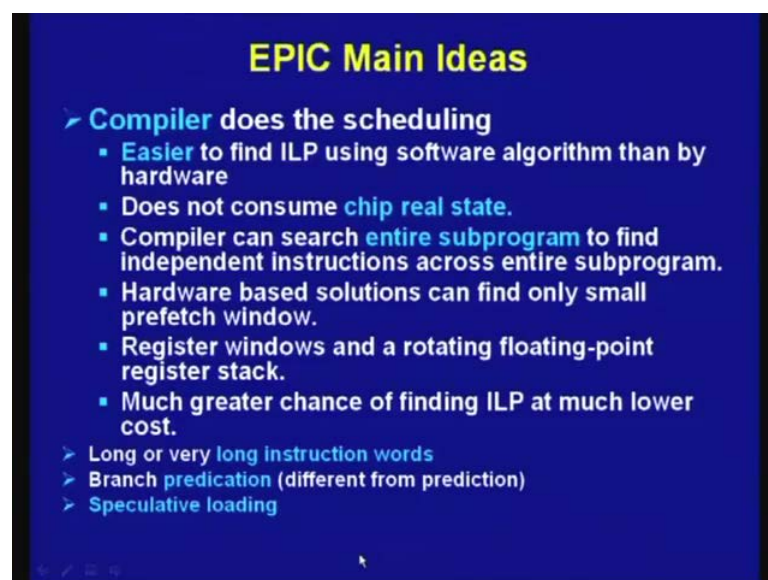 EPIC Main Ideas
Compiler does the scheduling
Easier to find ILP using software algorithm than by
hardware
Does not consume chip real state.
Compiler can search entire subprogram to find
independent instructions across entire subprogram.
Hardware based solutions can find only small
prefetch window.
Register windows and a rotating floating-point
register stack.
Much greater chance of finding ILP at much lower
cost.
Long or very long instruction words
Branch predication (different from prediction)
Speculative loading